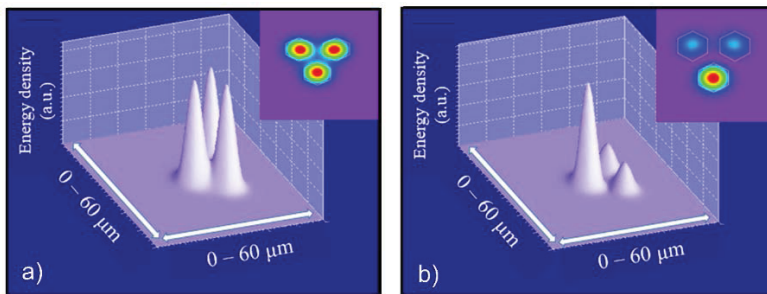 Energy density
(a.u.)
0 – 60 µm
0 – 60 µm
a)
Energy density
(a.u.)
0 – 60 µm
0 – 60 µm
b)